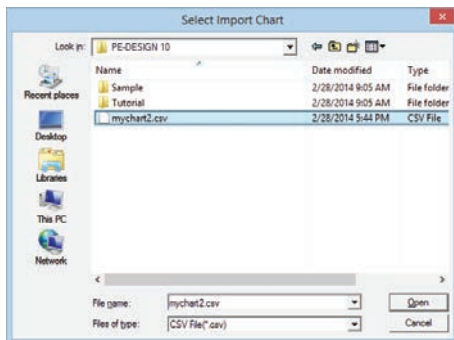 Select Import Chart
Look in: PE-DESIGN 10
Name Date modified Type
Sample 2/28/2014 9:05 AM File folder
Tutorial 2/28/2014 9:05 AM File folder
mychart2.csv 2/28/2014 5:44 PM CSV File
Recent places
Desktop
Libraries
This PC
Network
File name: mychart2.csv Open
Files of type: CSV File(*.csv) Cancel